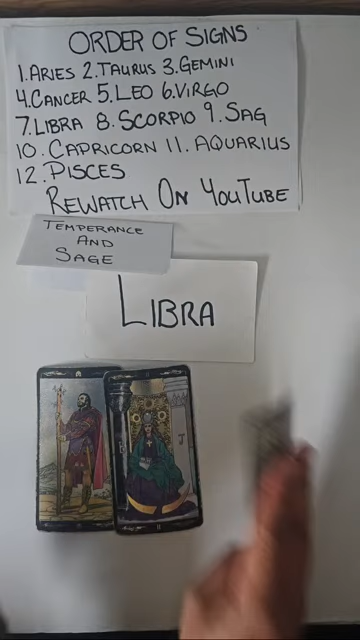 ORDER OF SIGNS
1. ARIES 2. TAURUS 3. GEMINI
4. CANCER 5. LEO 6. VIRGO
7. LIBRA 8. SCORPIO 9. SAG
10. CAPRICORN 11. AQUARIUS
12. PISCES
REWATCH ON YOUTUBE
TEMPERANCE
AND
SAGE
LIBRA
J